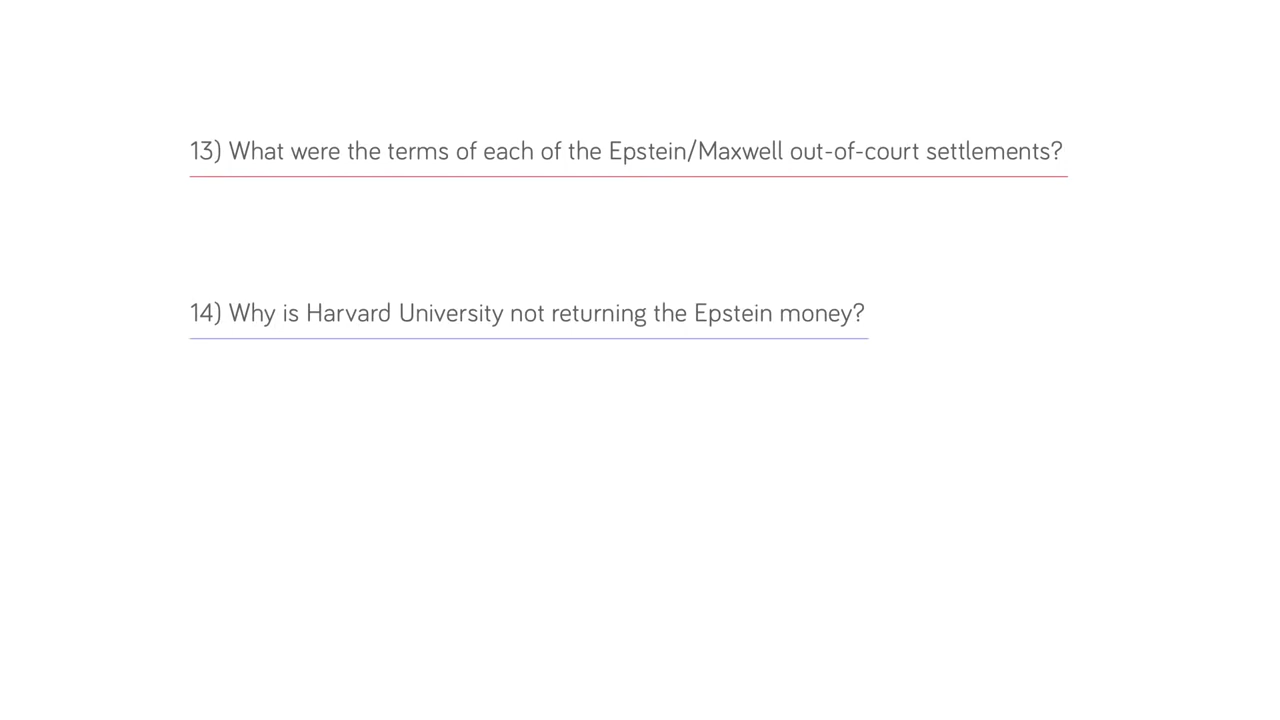 13) What were the terms of each of the Epstein/Maxwell out-of-court settlements?
14) Why is Harvard University not returning the Epstein money?